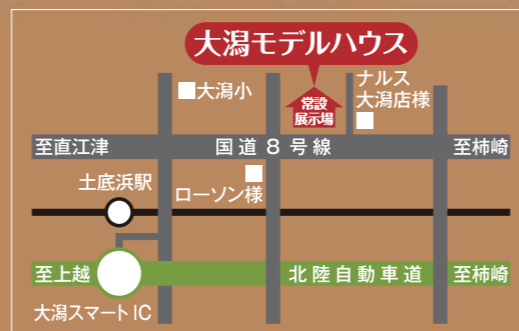 大潟モデルハウス
■大潟小
常設
展示場
ナルス
大潟店様
至直江津
国道8号線
至柿崎
土底浜駅
ローソン様
至上越
北陸自動車道
至柿崎
大潟スマートIC